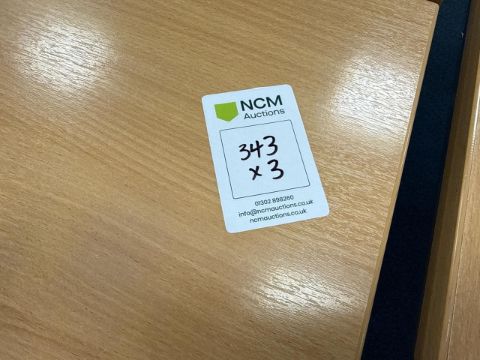 NCM
Auctions
343
x 3
01302 898260
info@ncmauctions.co.uk
ncmauctions.co.uk